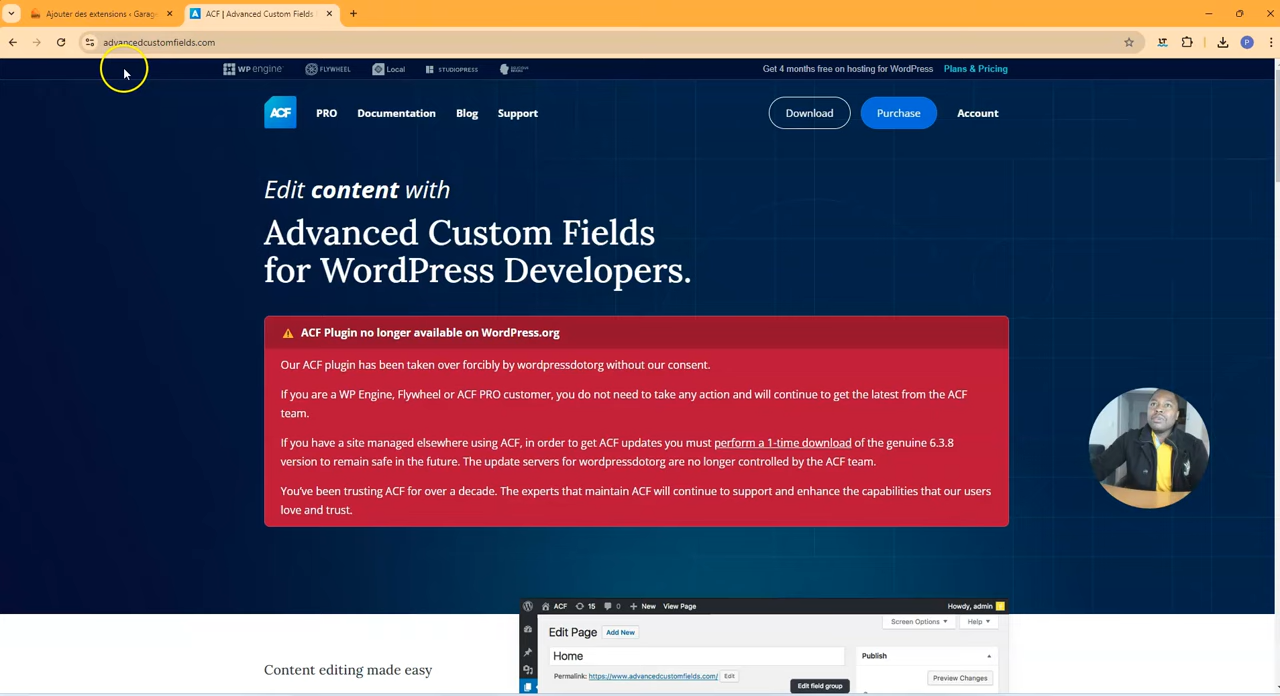 Ajouter des extensions ‹ Garag
ACF | Advanced Custom Fields
advancedcustomfields.com
WP engine
FLYWHEEL
Local
STUDIOPRESS
Get 4 months free on hosting for WordPress
Plans & Pricing
ACF
PRO
Documentation
Blog
Support
Download
Purchase
Account
Edit content with
Advanced Custom Fields
for WordPress Developers.
ACF Plugin no longer available on WordPress.org
Our ACF plugin has been taken over forcibly by wordpressdotorg without our consent.
If you are a WP Engine, Flywheel or ACF PRO customer, you do not need to take any action and will continue to get the latest from the ACF
team.
If you have a site managed elsewhere using ACF, in order to get ACF updates you must perform a 1-time download of the genuine 6.3.8
version to remain safe in the future. The update servers for wordpressdotorg are no longer controlled by the ACF team.
You've been trusting ACF for over a decade. The experts that maintain ACF will continue to support and enhance the capabilities that our users
love and trust.
ACF
15
0
New
View Page
Howdy, admin
Screen Options
Help
Edit Page
Add New
Home
Publish
Content editing made easy
Permalink: https://www.advancedcustomfields.com/
Edit
Preview Changes
Edit field group